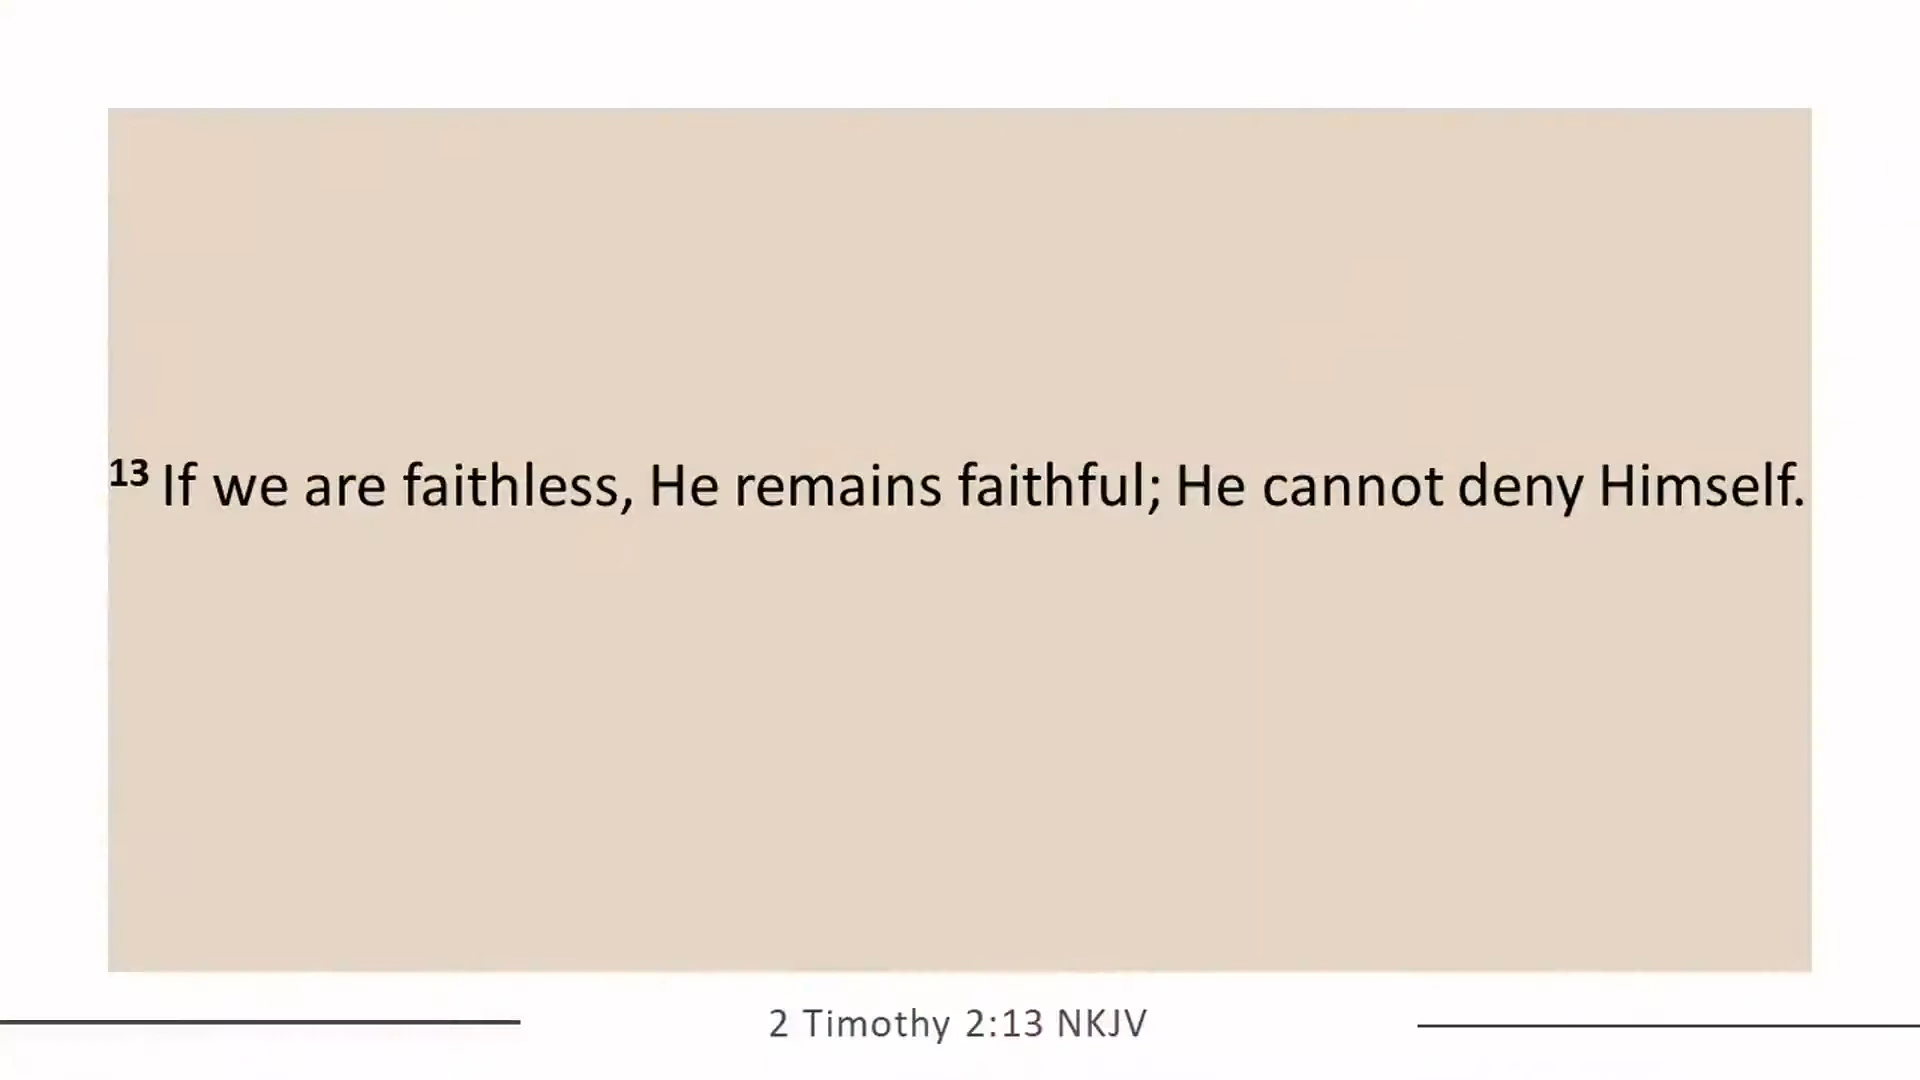 13 If we are faithless, He remains faithful; He cannot deny Himself.
2 Timothy 2:13 NKJV